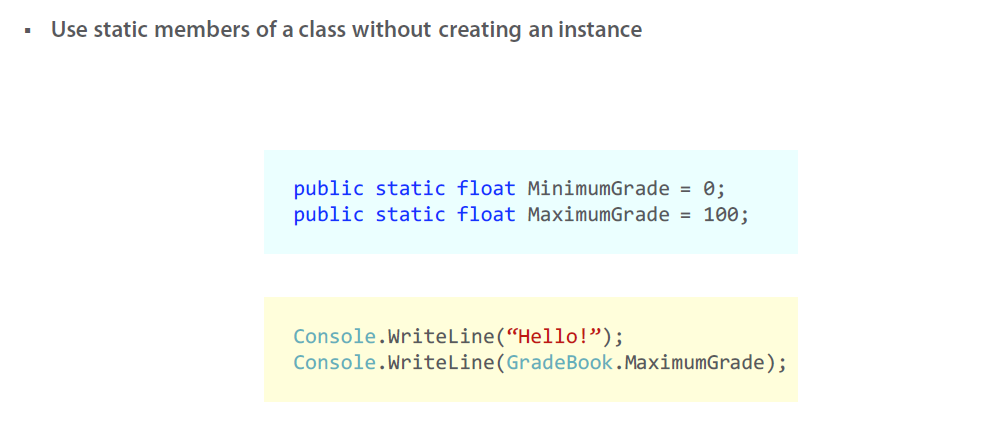 ▪ Use static members of a class without creating an instance
public static float MinimumGrade = 0;
public static float MaximumGrade = 100;
Console.WriteLine(“Hello!”);
Console.WriteLine(GradeBook.MaximumGrade);